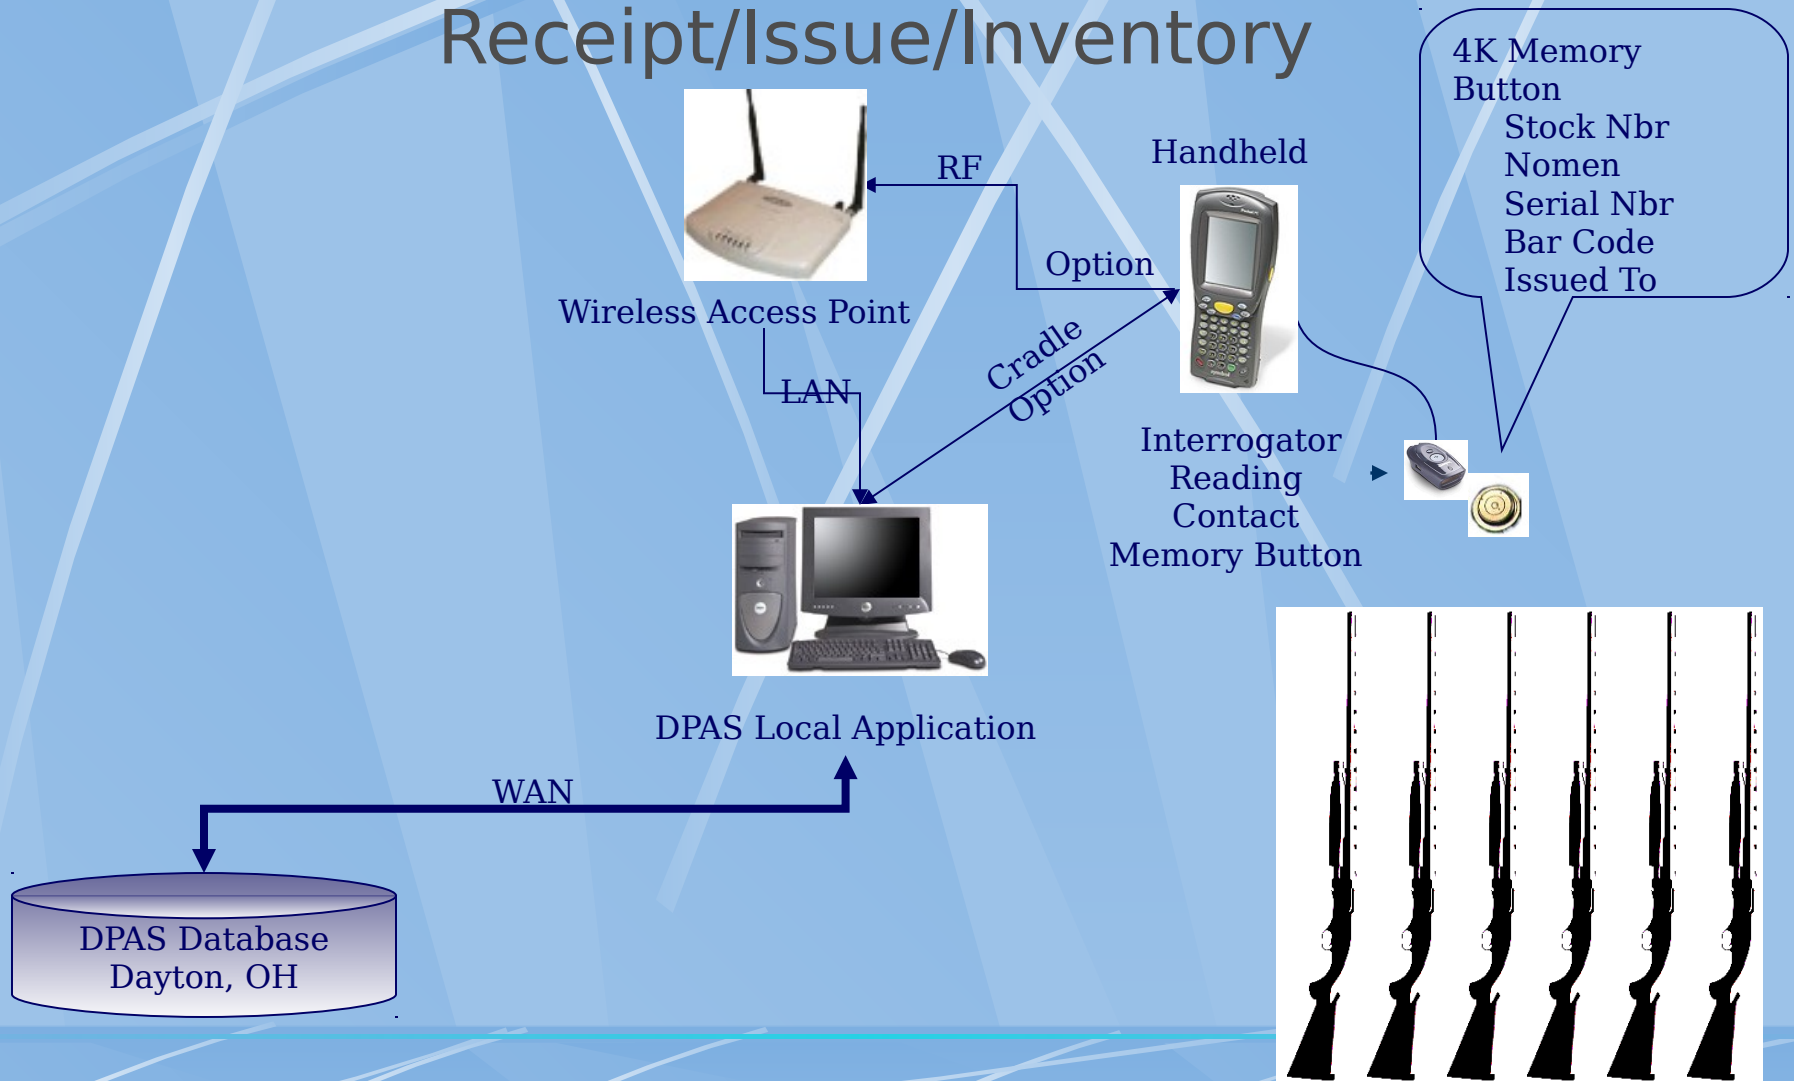 Receipt/Issue/Inventory
4K Memory
Button
Stock Nbr
Nomen
Serial Nbr
Bar Code
Issued To
Handheld
RF
Option
Wireless Access Point
Cradle
Option
LAN
Interrogator
Reading
Contact
Memory Button
DPAS Local Application
WAN
DPAS Database
Dayton, OH